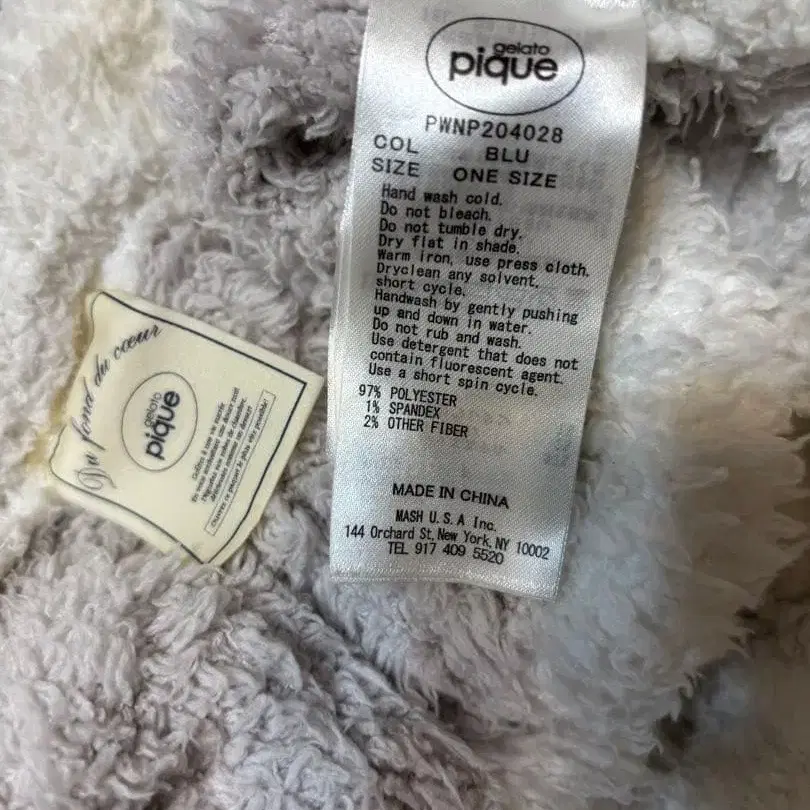 gelato
pique
PWNP204028
COL BLU
SIZE ONE SIZE
Hand wash cold.
Do not bleach.
Do not tumble dry.
Dry flat in shade.
Warm iron, use press cloth.
Dryclean any solvent,
short cycle.
Handwash by gently pushing
up and down in water.
Do not rub and wash.
Use detergent that does not
contain fluorescent agent.
Use a short spin cycle.
97% POLYESTER
1% SPANDEX
2% OTHER FIBER
MADE IN CHINA
MASH U.S.A Inc.
144 Orchard St, New York, NY 10002
TEL 917 409 5520
Du fond du cœur
gelato
pique